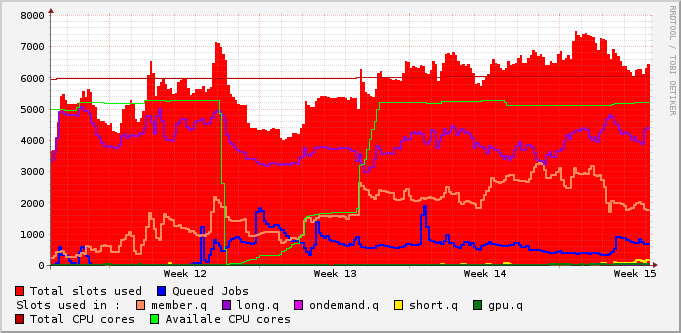 8000
7000
6000
5000
4000
3000
2000
1000
0
Week 12 Week 13 Week 14 Week 15
RRDTOOL / TOBI OETIKER
Total slots used Queued Jobs
Slots used in : member.q long.q ondemand.q short.q gpu.q
Total CPU cores Availale CPU cores